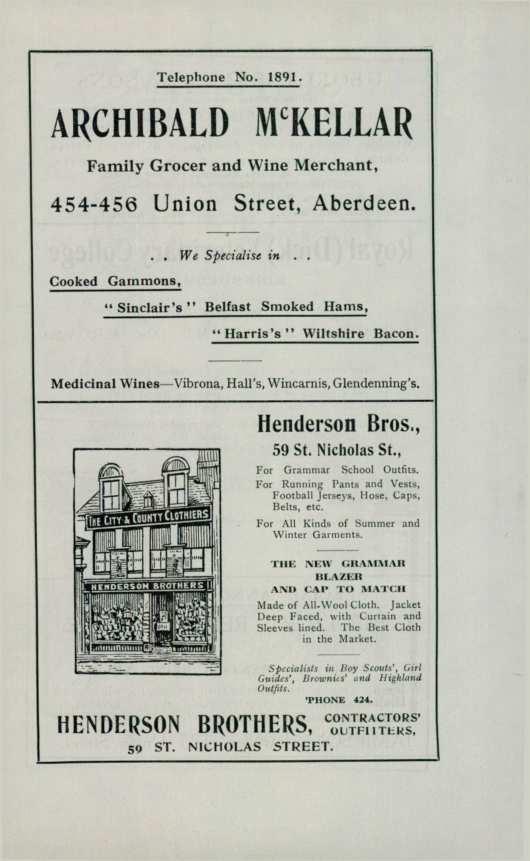 Telephone No. 1891.
ARCHIBALD McKELLAR
Family Grocer and Wine Merchant,
454-456 Union Street, Aberdeen.
. . We Specialise in . .
Cooked Gammons,
"Sinclair's" Belfast Smoked Hams,
"Harris's" Wiltshire Bacon.
Medicinal Wines—Vibrona, Hall's, Wincarnis, Glendenning's.
Henderson Bros.,
59 St. Nicholas St.,
For Grammar School Outfits.
For Running Pants and Vests,
Football Jerseys, Hose, Caps,
Belts, etc.
For All Kinds of Summer and
Winter Garments.
THE NEW GRAMMAR
BLAZER
AND CAP TO MATCH
Made of All-Wool Cloth. Jacket
Deep Faced, with Curtain and
Sleeves lined. The Best Cloth
in the Market.
Specialists in Boy Scouts', Girl
Guides', Brownies' and Highland
Outfits.
'PHONE 424.
THE CITY & COUNTY CLOTHIERS
HENDERSON BROTHERS
HENDERSON BROTHERS, CONTRACTORS'
OUTFITTERS,
59 ST. NICHOLAS STREET.